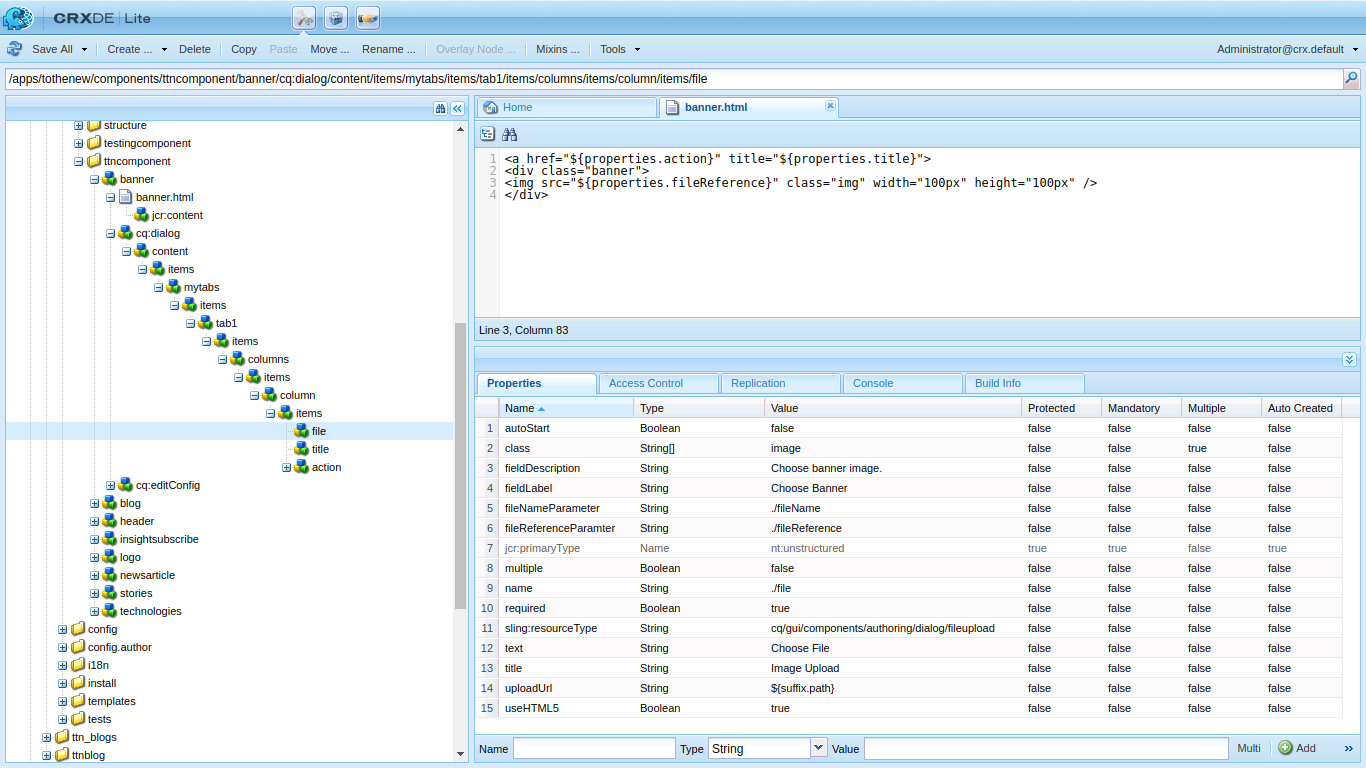 CRXDE | Lite
Save All Create ... Delete Copy Paste Move ... Rename ... Overlay Node ... Mixins ... Tools Administrator@crx.default
/apps/tothenew/components/ttncomponent/banner/cq:dialog/content/items/mytabs/items/tab1/items/columns/items/column/items/file
structure
testingcomponent
ttncomponent
banner
banner.html
jcr:content
cq:dialog
content
items
mytabs
items
tab1
items
columns
items
column
items
file
title
action
cq:editConfig
blog
header
insightsubscribe
logo
newsarticle
stories
technologies
config
config.author
i18n
install
templates
tests
ttn_blogs
ttnblog
Home banner.html
1 <a href="${properties.action}" title="${properties.title}">
2 <div class="banner">
3 <img src="${properties.fileReference}" class="img" width="100px" height="100px" />
4 </div>
Line 3, Column 83
Properties Access Control Replication Console Build Info
Name Type Value Protected Mandatory Multiple Auto Created
1 autoStart Boolean false false false false false
2 class String[] image false false true false
3 fieldDescription String Choose banner image. false false false false
4 fieldLabel String Choose Banner false false false false
5 fileNameParameter String ./fileName false false false false
6 fileReferenceParamter String ./fileReference false false false false
7 jcr:primaryType Name nt:unstructured true true false true
8 multiple Boolean false false false false false
9 name String ./file false false false false
10 required Boolean true false false false false
11 sling:resourceType String cq/gui/components/authoring/dialog/fileupload false false false false
12 text String Choose File false false false false
13 title String Image Upload false false false false
14 uploadUrl String ${suffix.path} false false false false
15 useHTML5 Boolean true false false false false
Name Type String Value Multi Add »